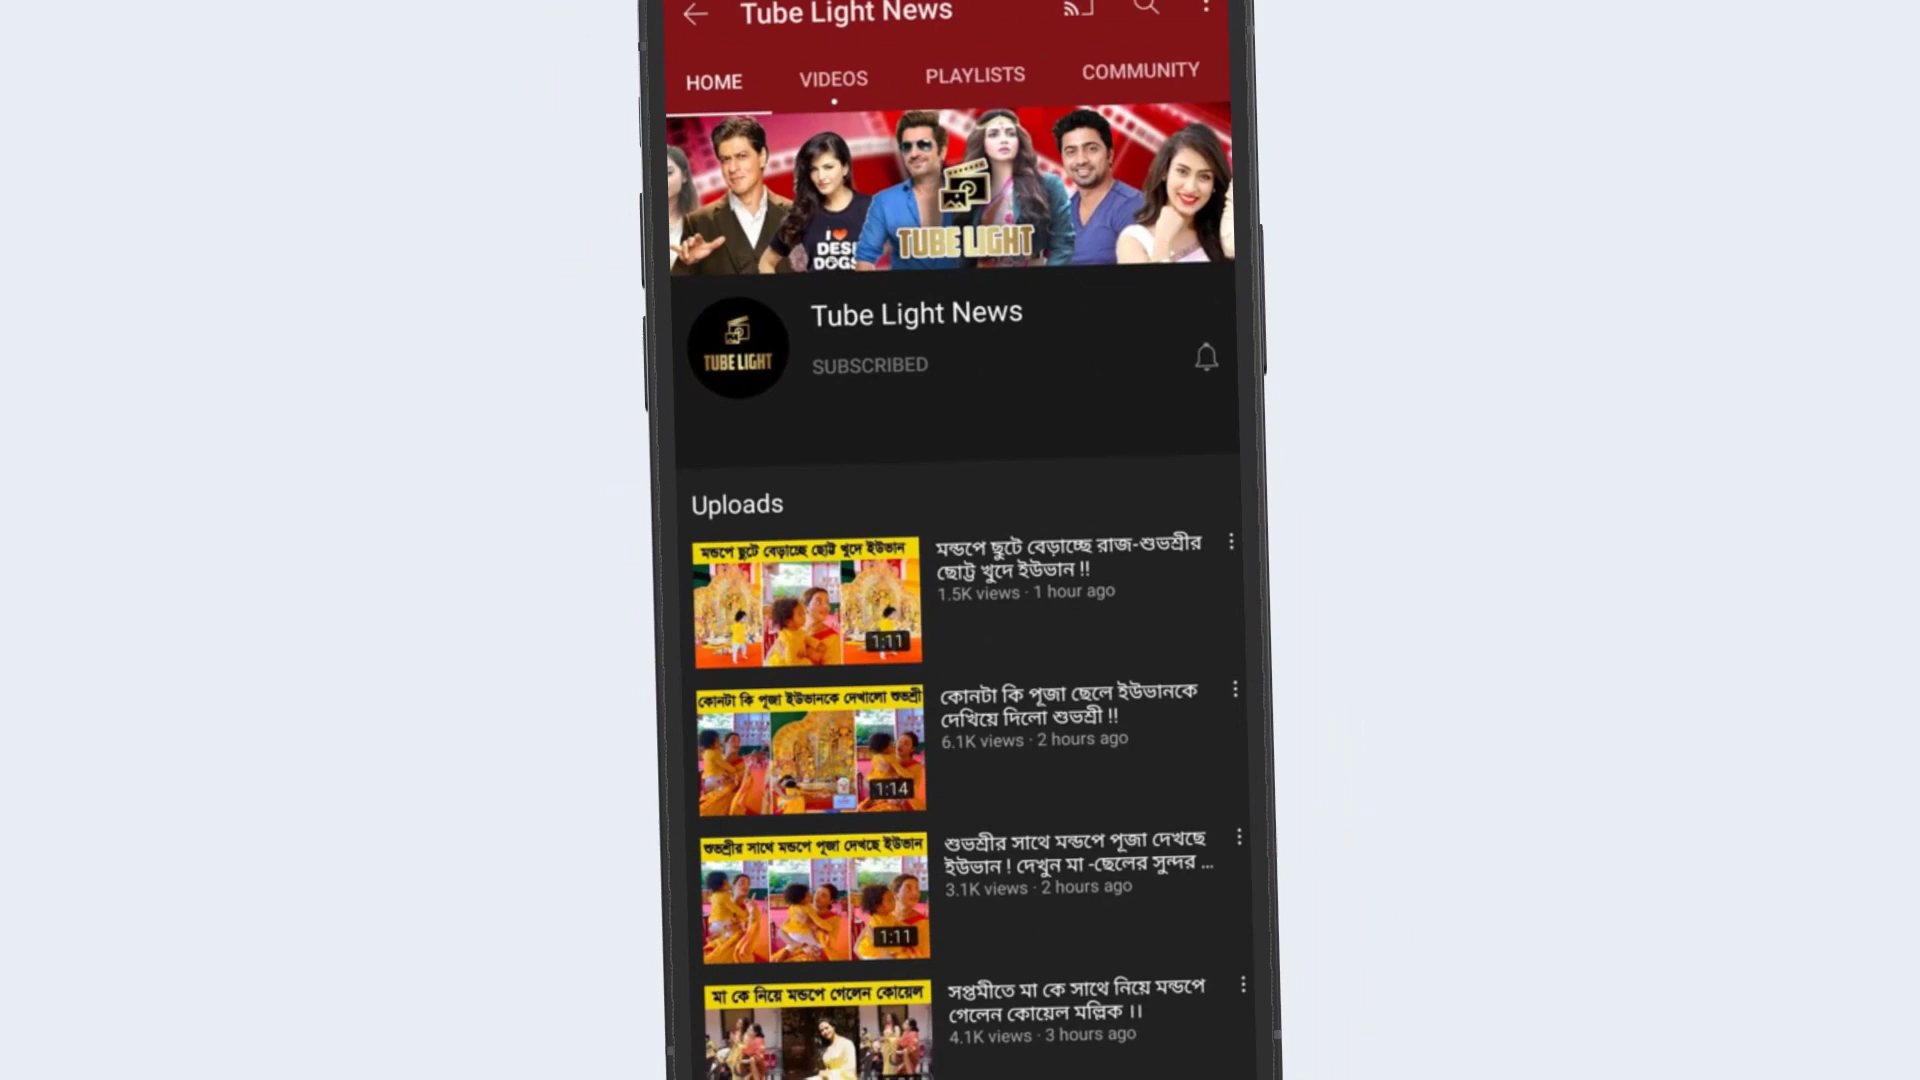 Tube Light News
HOME
VIDEOS
PLAYLISTS
COMMUNITY
I
DESI
DOGS
TUBE LIGHT
TUBE LIGHT
Tube Light News
SUBSCRIBED
Uploads
মন্ডপে ছুটে বেড়াচ্ছে ছোট্ট খুদে ইউভান
1:11
মন্ডপে ছুটে বেড়াচ্ছে রাজ-শুভশ্রীর
ছোট্ট খুদে ইউভান !!
1.5K views · 1 hour ago
কোনটা কি পূজা ইউভানকে দেখালো শুভশ্রী
1:14
কোনটা কি পূজা ছেলে ইউভানকে
দেখিয়ে দিলো শুভশ্রী !!
6.1K views · 2 hours ago
শুভশ্রীর সাথে মন্ডপে পূজা দেখছে ইউভান
1:11
শুভশ্রীর সাথে মন্ডপে পূজা দেখছে
ইউভান ! দেখুন মা -ছেলের সুন্দর ...
3.1K views · 2 hours ago
মা কে নিয়ে মন্ডপে গেলেন কোয়েল
সপ্তমীতে মা কে সাথে নিয়ে মন্ডপে
গেলেন কোয়েল মল্লিক ।।
4.1K views · 3 hours ago